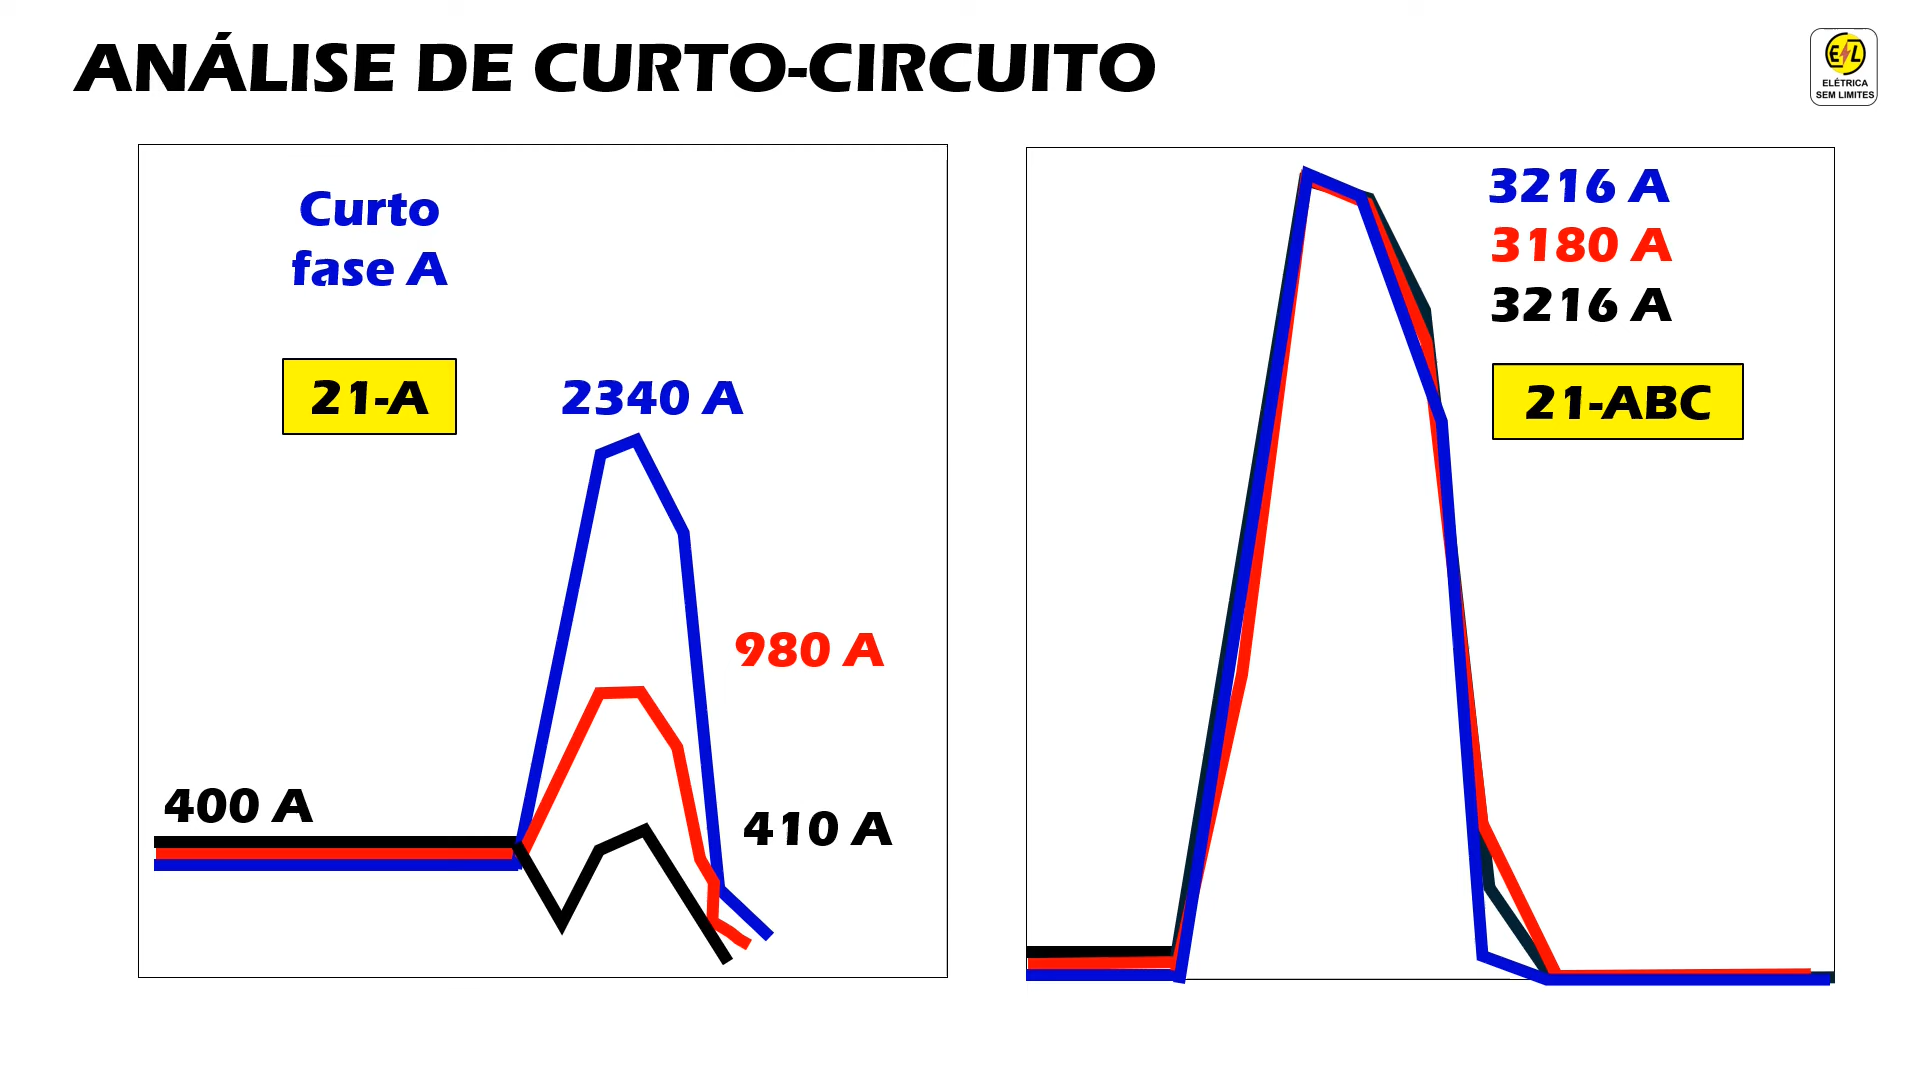 ANÁLISE DE CURTO-CIRCUITO
EL
ELÉTRICA
SEM LIMITES
Curto
fase A
21-A
2340 A
980 A
400 A
410 A
3216 A
3180 A
3216 A
21-ABC